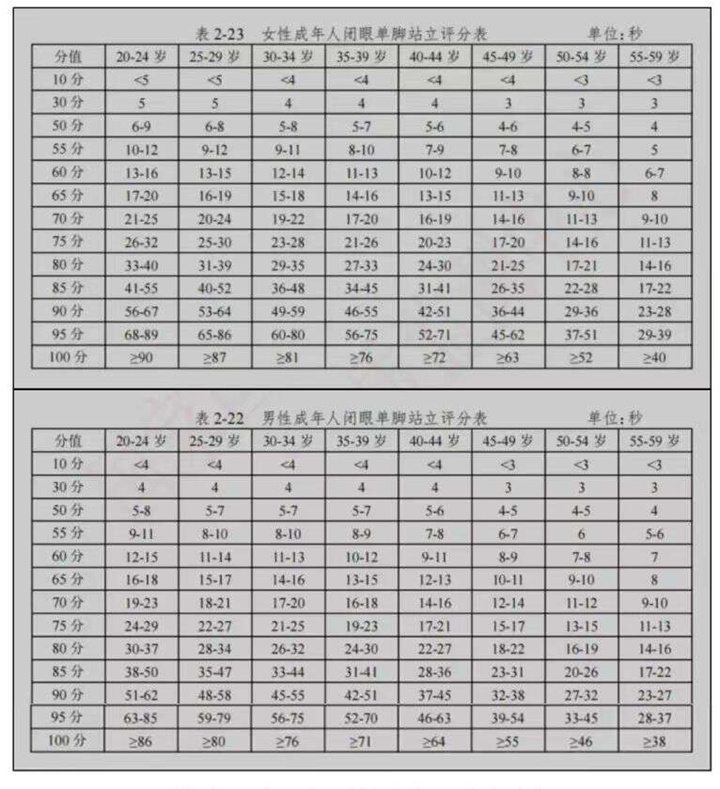 表 2-23 女性成年人闭眼单脚站立评分表 单位:秒
分值 20-24 岁 25-29 岁 30-34 岁 35-39 岁 40-44 岁 45-49 岁 50-54 岁 55-59 岁
10 分 <5 <5 <4 <4 <4 <4 <3 <3
30 分 5 5 4 4 4 3 3 3
50 分 6-9 6-8 5-8 5-7 5-6 4-6 4-5 4
55 分 10-12 9-12 9-11 8-10 7-9 7-8 6-7 5
60 分 13-16 13-15 12-14 11-13 10-12 9-10 8-8 6-7
65 分 17-20 16-19 15-18 14-16 13-15 11-13 9-10 8
70 分 21-25 20-24 19-22 17-20 16-19 14-16 11-13 9-10
75 分 26-32 25-30 23-28 21-26 20-23 17-20 14-16 11-13
80 分 33-40 31-39 29-35 27-33 24-30 21-25 17-21 14-16
85 分 41-55 40-52 36-48 34-45 31-41 26-35 22-28 17-22
90 分 56-67 53-64 49-59 46-55 42-51 36-44 29-36 23-28
95 分 68-89 65-86 60-80 56-75 52-71 45-62 37-51 29-39
100 分 ≥90 ≥87 ≥81 ≥76 ≥72 ≥63 ≥52 ≥40
表 2-22 男性成年人闭眼单脚站立评分表 单位:秒
分值 20-24 岁 25-29 岁 30-34 岁 35-39 岁 40-44 岁 45-49 岁 50-54 岁 55-59 岁
10 分 <4 <4 <4 <4 <4 <3 <3 <3
30 分 4 4 4 4 4 3 3 3
50 分 5-8 5-7 5-7 5-7 5-6 4-5 4-5 4
55 分 9-11 8-10 8-10 8-9 7-8 6-7 6 5-6
60 分 12-15 11-14 11-13 10-12 9-11 8-9 7-8 7
65 分 16-18 15-17 14-16 13-15 12-13 10-11 9-10 8
70 分 19-23 18-21 17-20 16-18 14-16 12-14 11-12 9-10
75 分 24-29 22-27 21-25 19-23 17-21 15-17 13-15 11-13
80 分 30-37 28-34 26-32 24-30 22-27 18-22 16-19 14-16
85 分 38-50 35-47 33-44 31-41 28-36 23-31 20-26 17-22
90 分 51-62 48-58 45-55 42-51 37-45 32-38 27-32 23-27
95 分 63-85 59-79 56-75 52-70 46-63 39-54 33-45 28-37
100 分 ≥86 ≥80 ≥76 ≥71 ≥64 ≥55 ≥46 ≥38